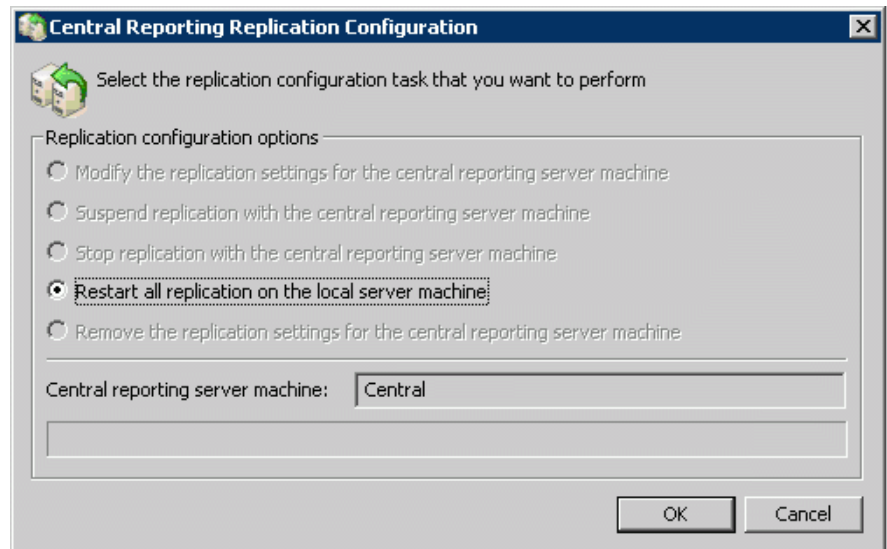 Central Reporting Replication Configuration
Select the replication configuration task that you want to perform
Replication configuration options
Modify the replication settings for the central reporting server machine
Suspend replication with the central reporting server machine
Stop replication with the central reporting server machine
Restart all replication on the local server machine
Remove the replication settings for the central reporting server machine
Central reporting server machine: Central
OK Cancel